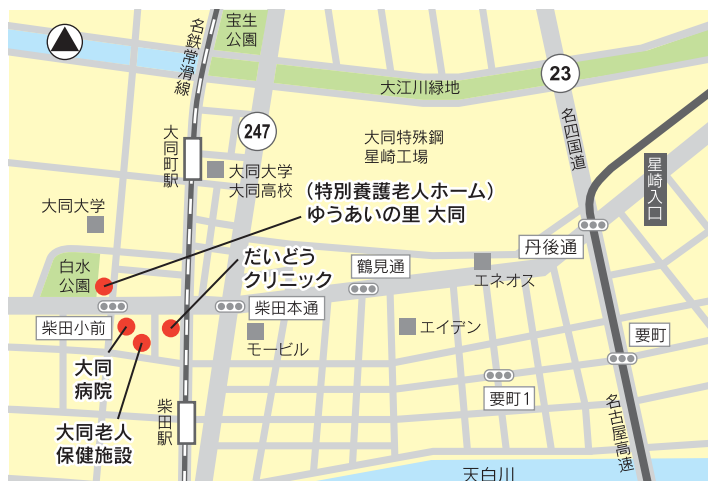 宝生
公園
名鉄常滑線
23
大江川緑地
247
名四国道
大同町駅
大同特殊鋼
星崎工場
大同大学
大同高校
星崎入口
(特別養護老人ホーム)
ゆうあいの里 大同
大同大学
丹後通
だいどう
クリニック
白水
公園
鶴見通
エネオス
柴田本通
柴田小前
エイデン
要町
モービル
大同
病院
要町1
柴田駅
大同老人
保健施設
名古屋高速
天白川